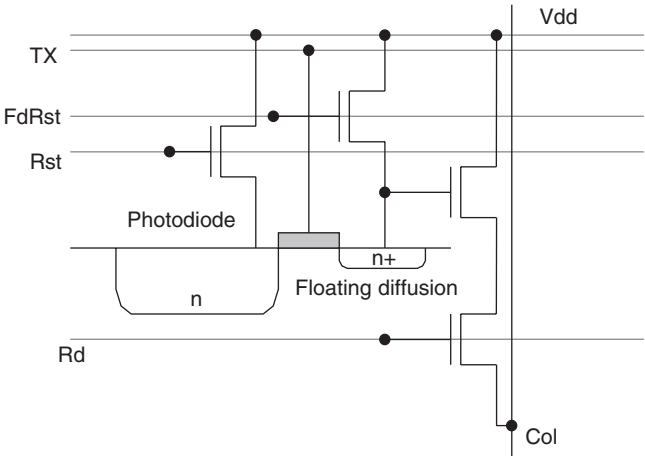 Vdd
TX
FdRst
Rst
Photodiode
n+
Floating diffusion
n
Rd
Col